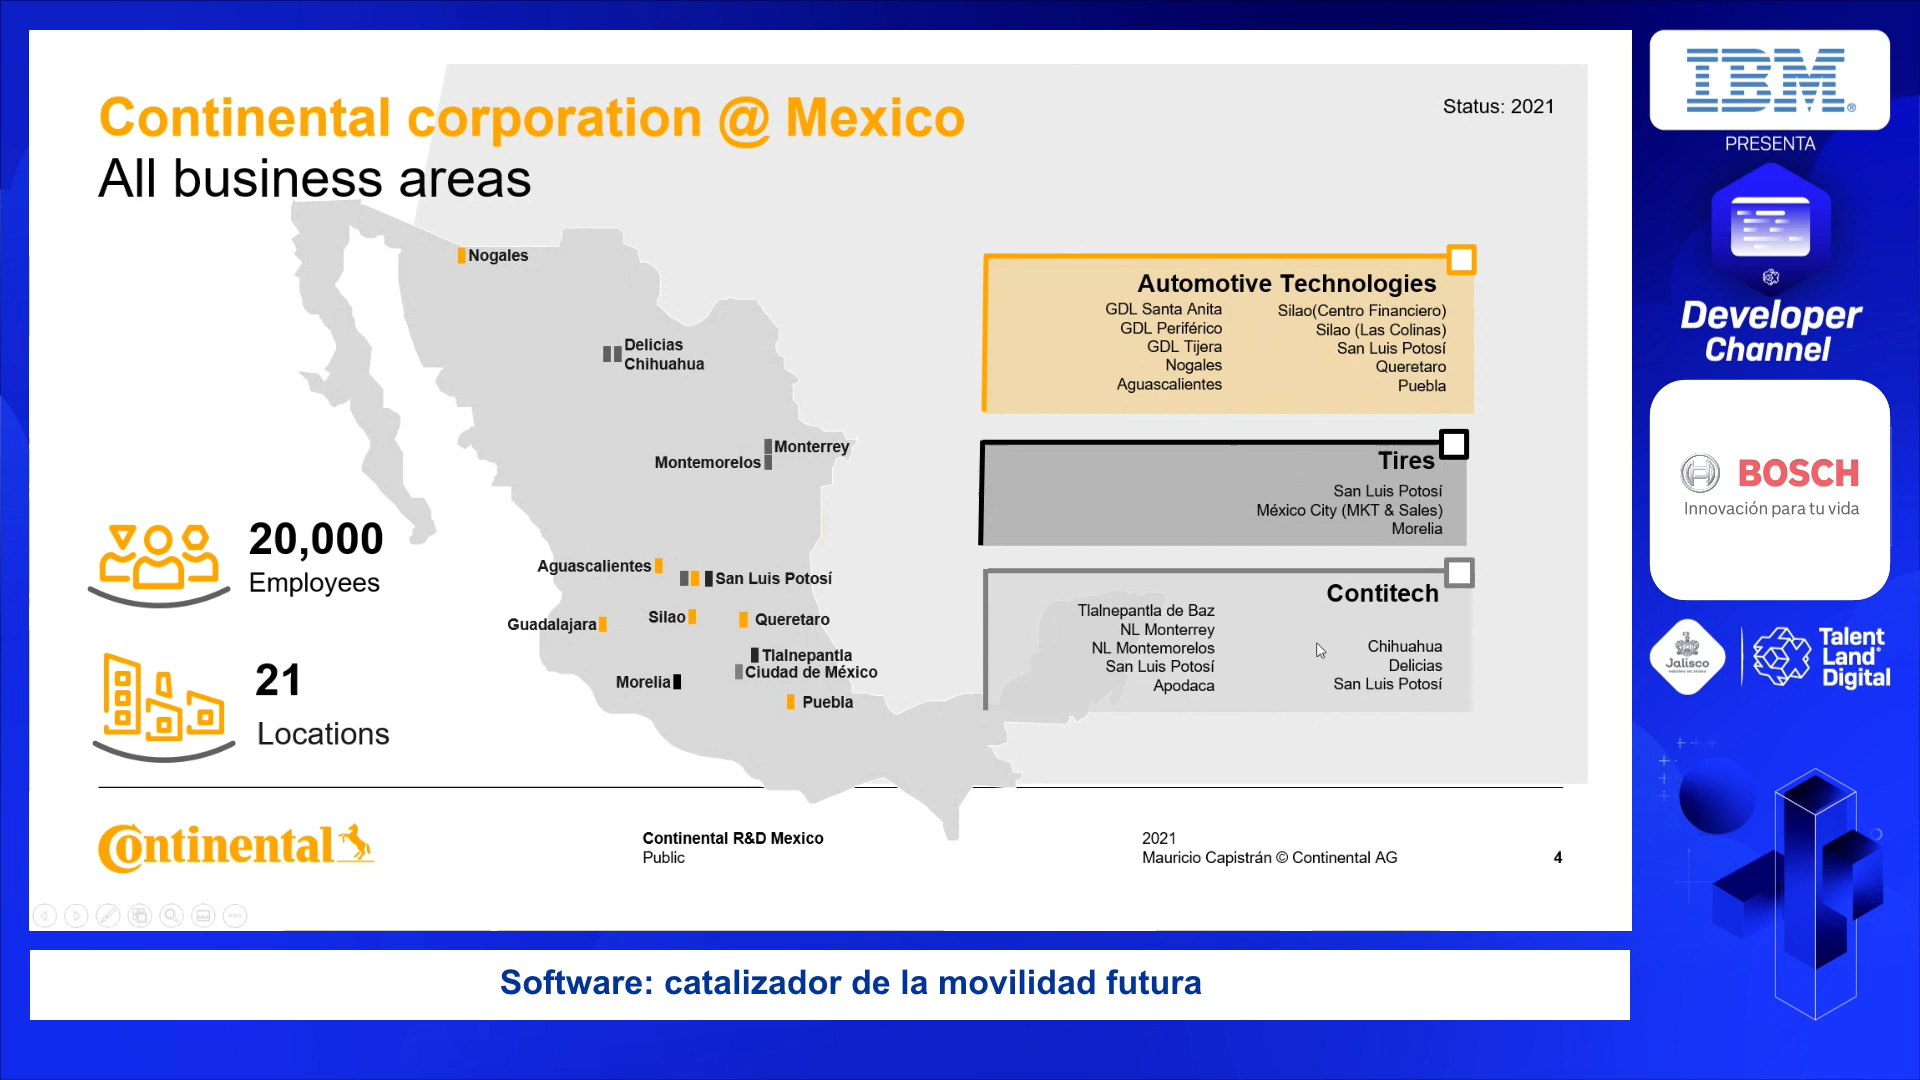 Continental corporation @ Mexico
All business areas
Status: 2021
Nogales
Delicias
Chihuahua
Monterrey
Montemorelos
Aguascalientes
San Luis Potosí
Silao
Queretaro
Guadalajara
Tlalnepantla
Ciudad de México
Morelia
Puebla
20,000
Employees
21
Locations
Automotive Technologies
GDL Santa Anita
GDL Periférico
GDL Tijera
Nogales
Aguascalientes
Silao(Centro Financiero)
Silao (Las Colinas)
San Luis Potosí
Queretaro
Puebla
Tires
San Luis Potosí
México City (MKT & Sales)
Morelia
Contitech
Tlalnepantla de Baz
NL Monterrey
NL Montemorelos
San Luis Potosí
Apodaca
Chihuahua
Delicias
San Luis Potosí
Continental
Continental R&D Mexico
Public
2021
Mauricio Capistrán © Continental AG
4
Software: catalizador de la movilidad futura
IBM®
PRESENTA
Developer
Channel
BOSCH
Innovación para tu vida
Jalisco
Talent
Land®
Digital